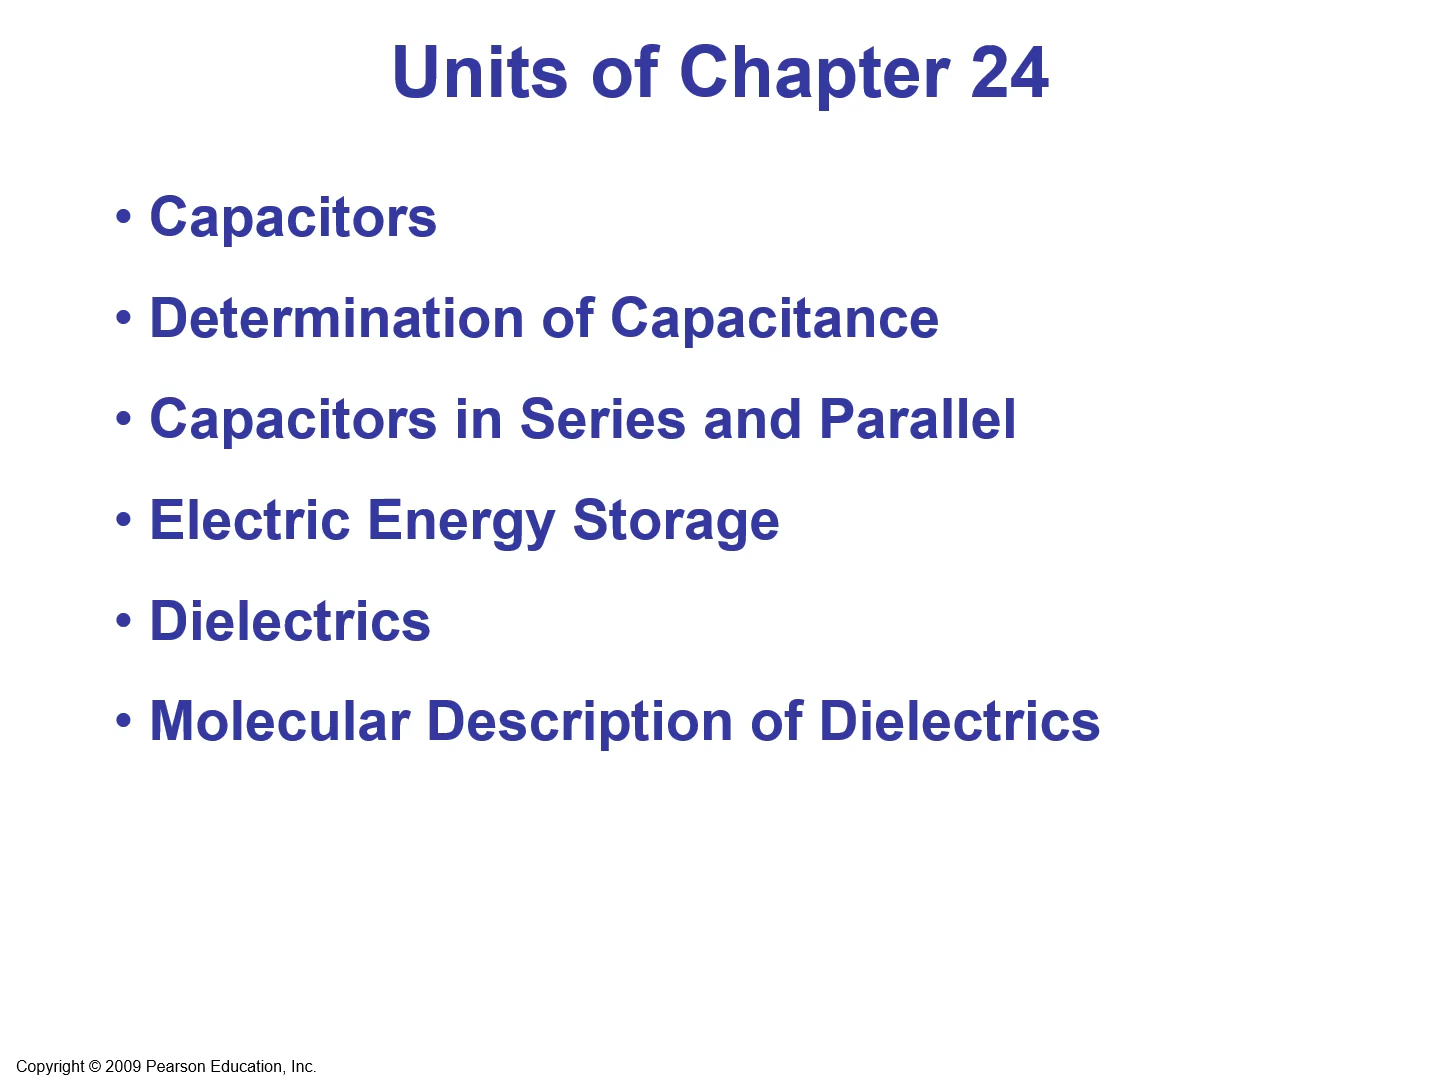 Units of Chapter 24
• Capacitors
• Determination of Capacitance
• Capacitors in Series and Parallel
• Electric Energy Storage
• Dielectrics
• Molecular Description of Dielectrics
Copyright © 2009 Pearson Education, Inc.